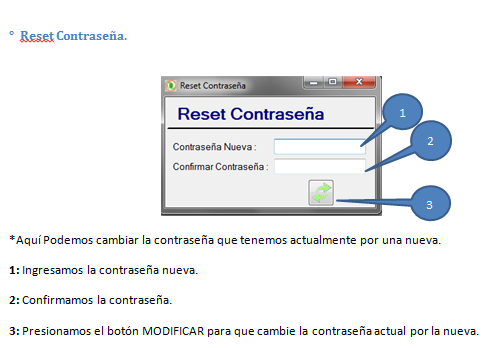 ° Reset Contraseña.
Reset Contraseña
Reset Contraseña
Contraseña Nueva :
1
Confirmar Contraseña :
2
3
*Aquí Podemos cambiar la contraseña que tenemos actualmente por una nueva.
1: Ingresamos la contraseña nueva.
2: Confirmamos la contraseña.
3: Presionamos el botón MODIFICAR para que cambie la contraseña actual por la nueva.